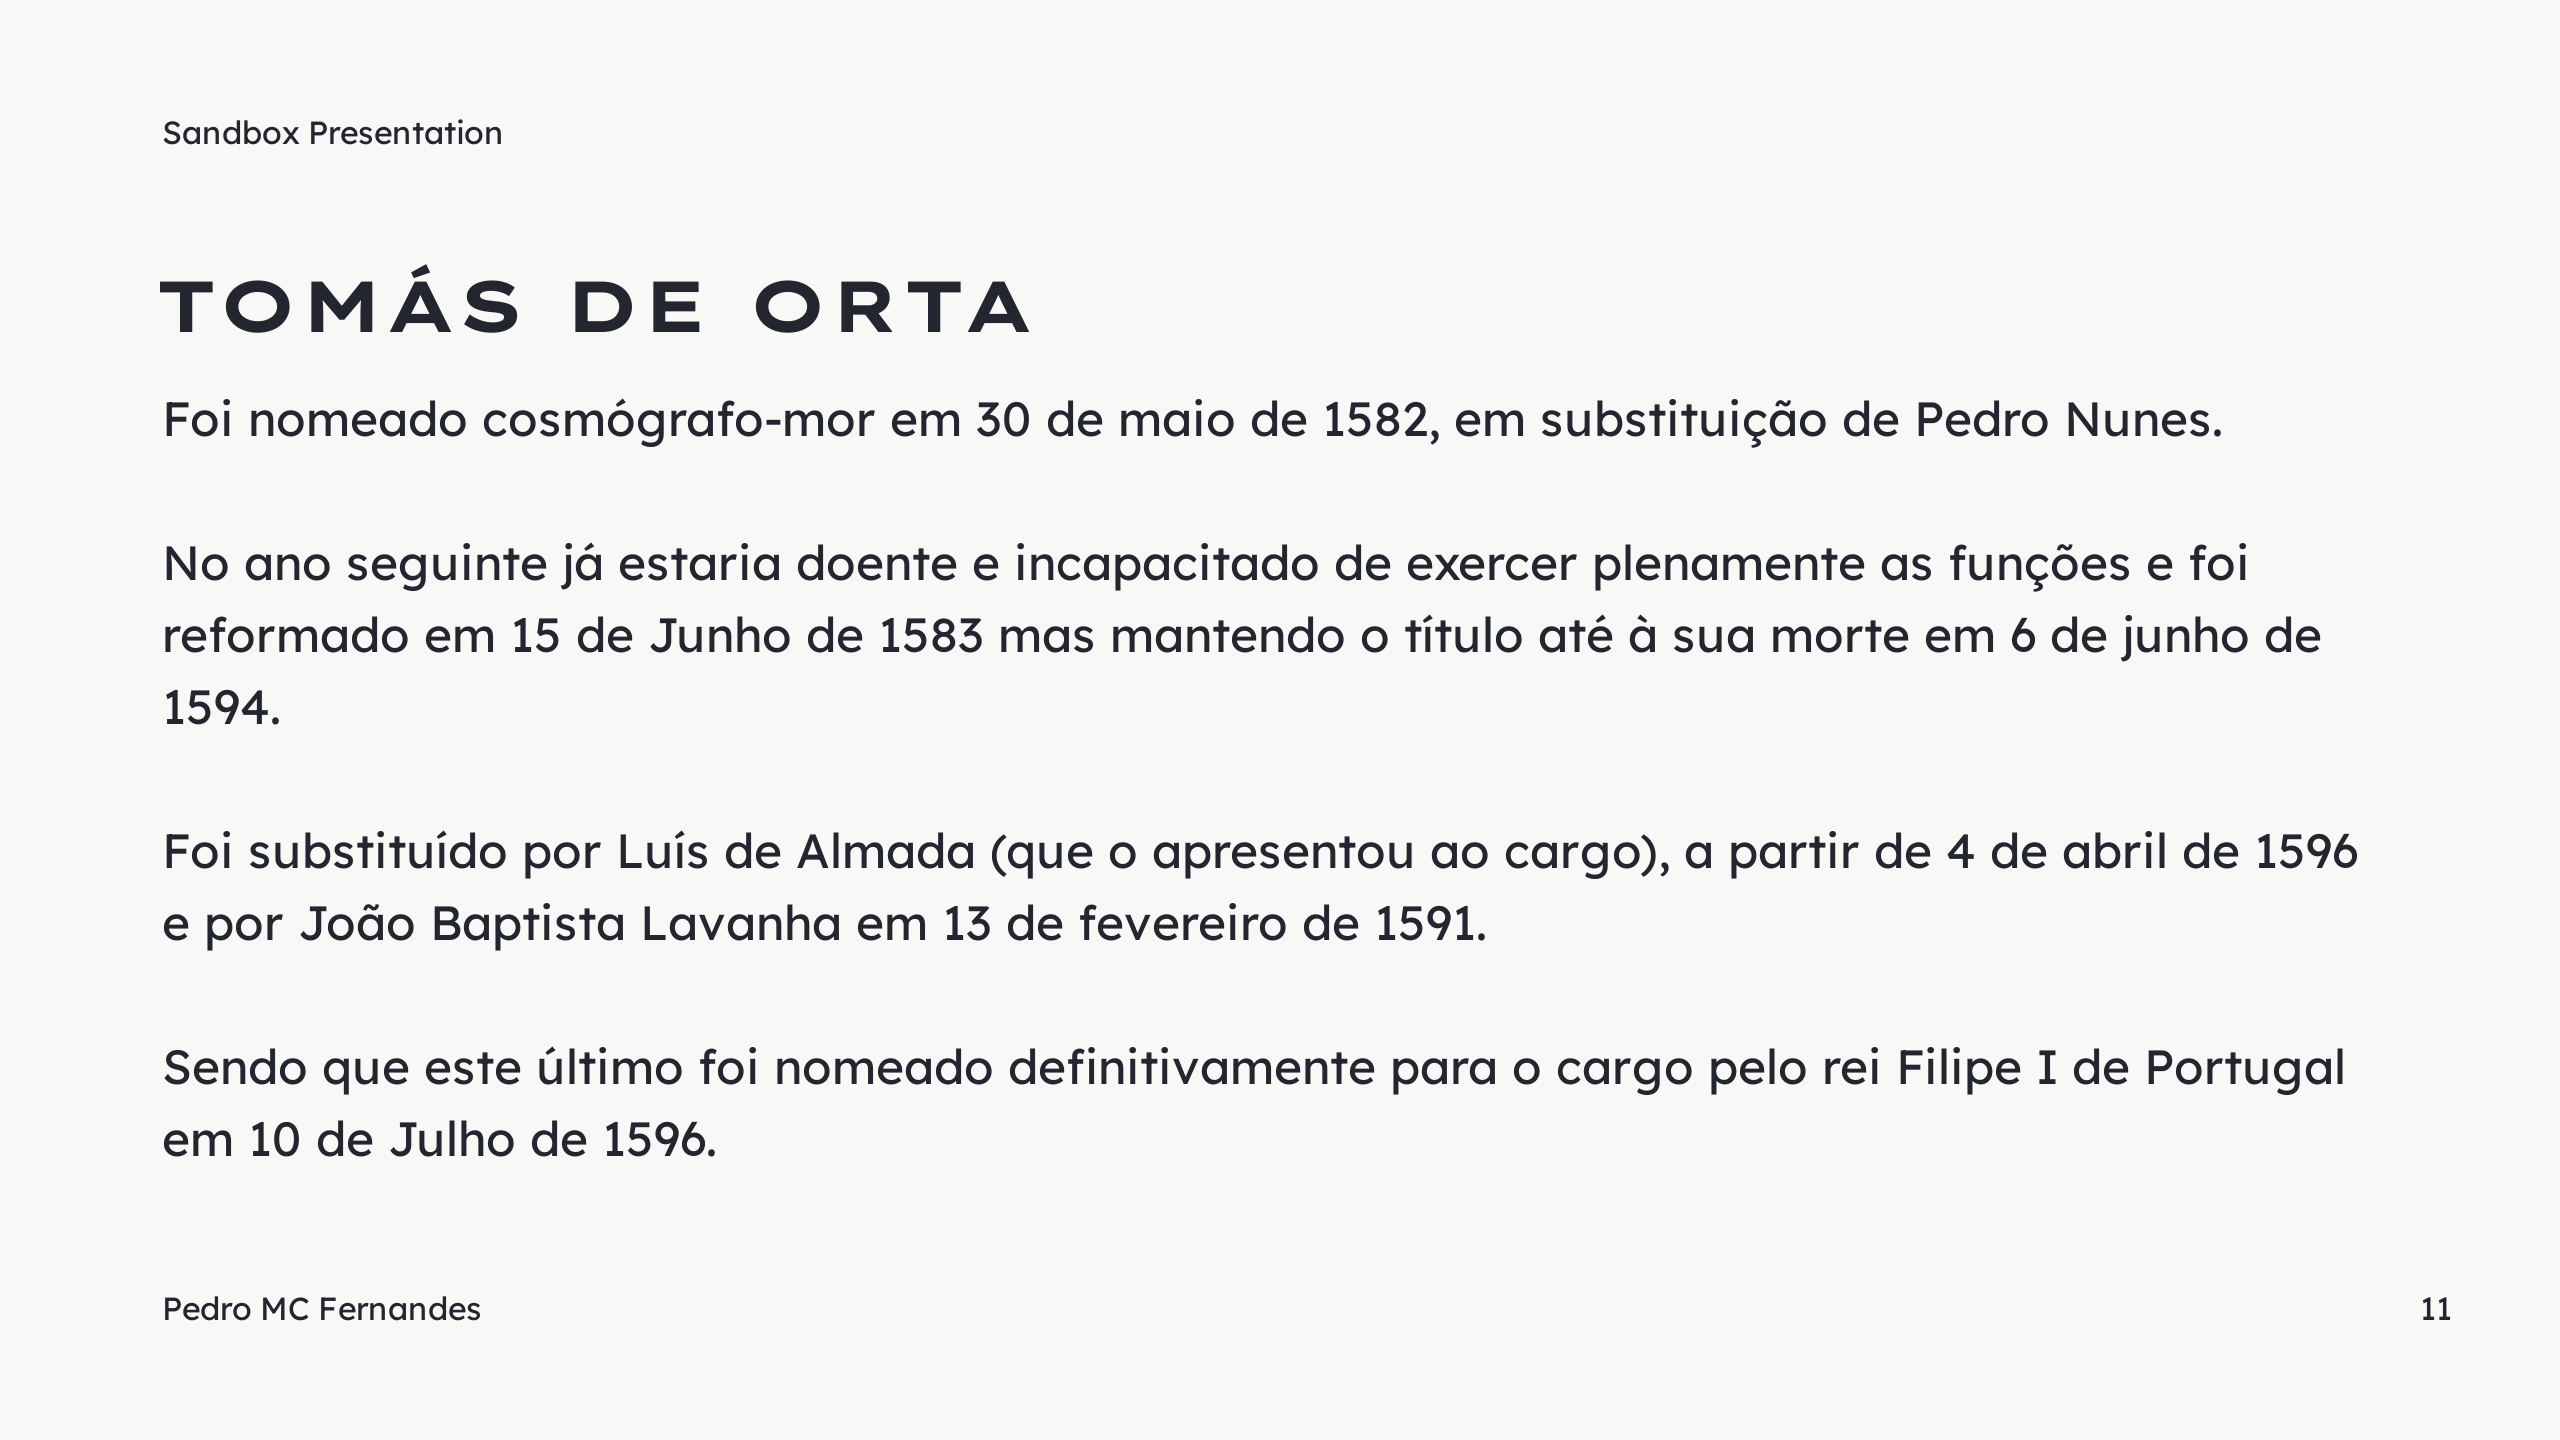 Sandbox Presentation
TOMÁS DE ORTA
Foi nomeado cosmógrafo-mor em 30 de maio de 1582, em substituição de Pedro Nunes.
No ano seguinte já estaria doente e incapacitado de exercer plenamente as funções e foi
reformado em 15 de Junho de 1583 mas mantendo o título até à sua morte em 6 de junho de
1594.
Foi substituído por Luís de Almada (que o apresentou ao cargo), a partir de 4 de abril de 1596
e por João Baptista Lavanha em 13 de fevereiro de 1591.
Sendo que este último foi nomeado definitivamente para o cargo pelo rei Filipe I de Portugal
em 10 de Julho de 1596.
Pedro MC Fernandes
11